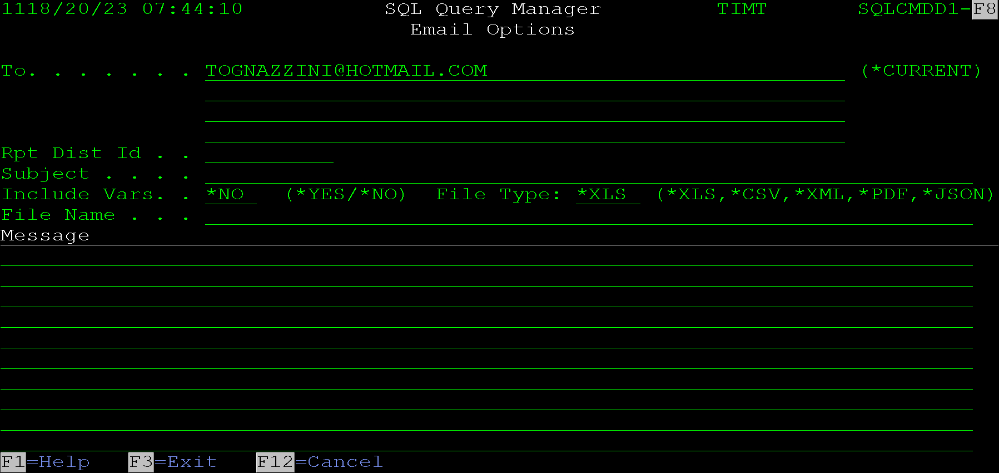 1118/20/23 07:44:10 SQL Query Manager TIMT SQLCMDD1-F8
Email Options
To. . . . . . . TOGNAZZINI@HOTMAIL.COM (*CURRENT)
Rpt Dist Id . .
Subject . . . .
Include Vars. . *NO (*YES/*NO) File Type: *XLS (*XLS,*CSV,*XML,*PDF,*JSON)
File Name . . .
Message
F1=Help F3=Exit F12=Cancel